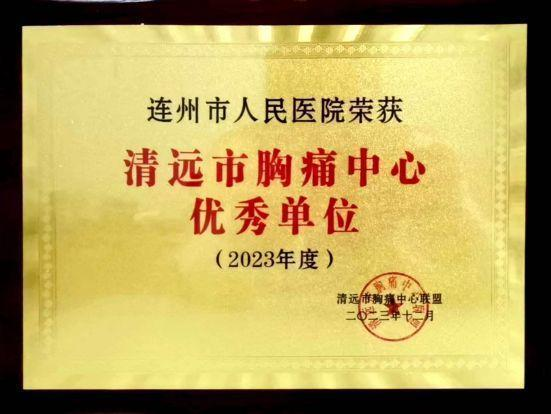 连州市人民医院荣获
清远市胸痛中心
优秀单位
(2023年度)
清远市胸痛中心联盟
二〇二三年十二月